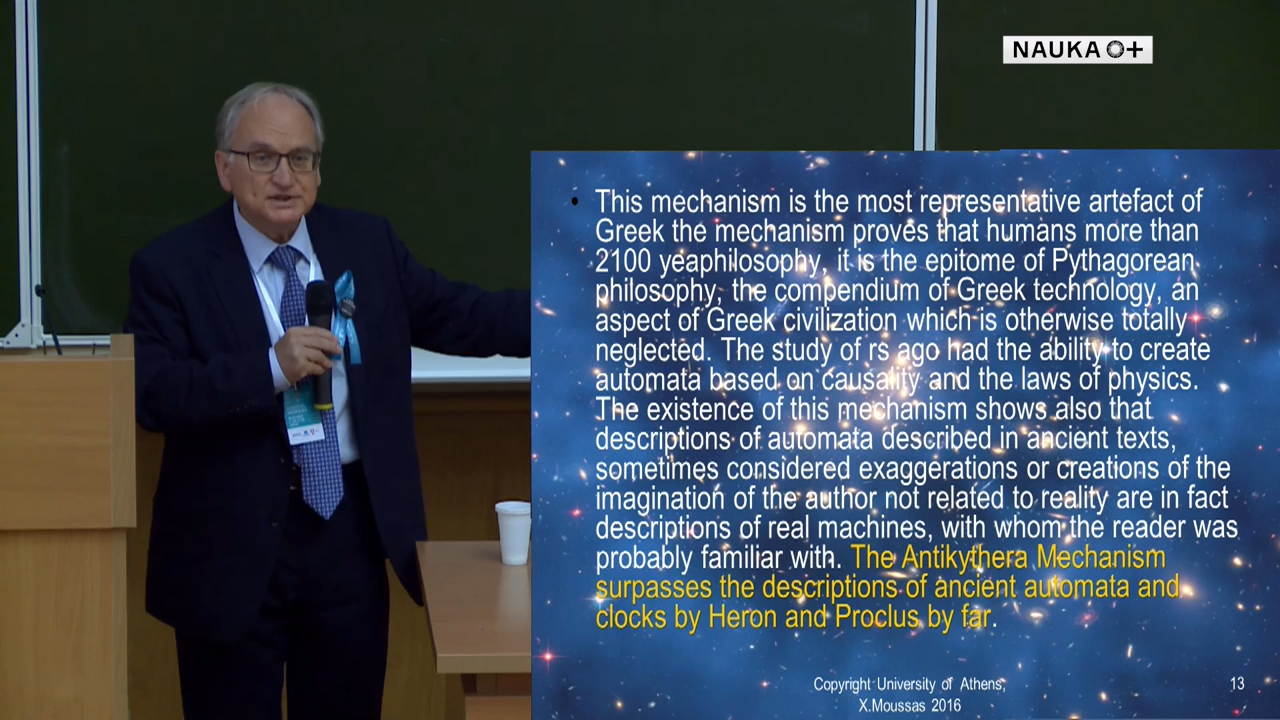 NAUKA 0+
• This mechanism is the most representative artefact of
Greek the mechanism proves that humans more than
2100 yeaphilosophy, it is the epitome of Pythagorean
philosophy, the compendium of Greek technology, an
aspect of Greek civilization which is otherwise totally
neglected. The study of rs ago had the ability to create
automata based on causality and the laws of physics.
The existence of this mechanism shows also that
descriptions of automata described in ancient texts,
sometimes considered exaggerations or creations of the
imagination of the author not related to reality are in fact
descriptions of real machines, with whom the reader was
probably familiar with. The Antikythera Mechanism
surpasses the descriptions of ancient automata and
clocks by Heron and Proclus by far.
Copyright University of Athens,
X.Moussas 2016
13